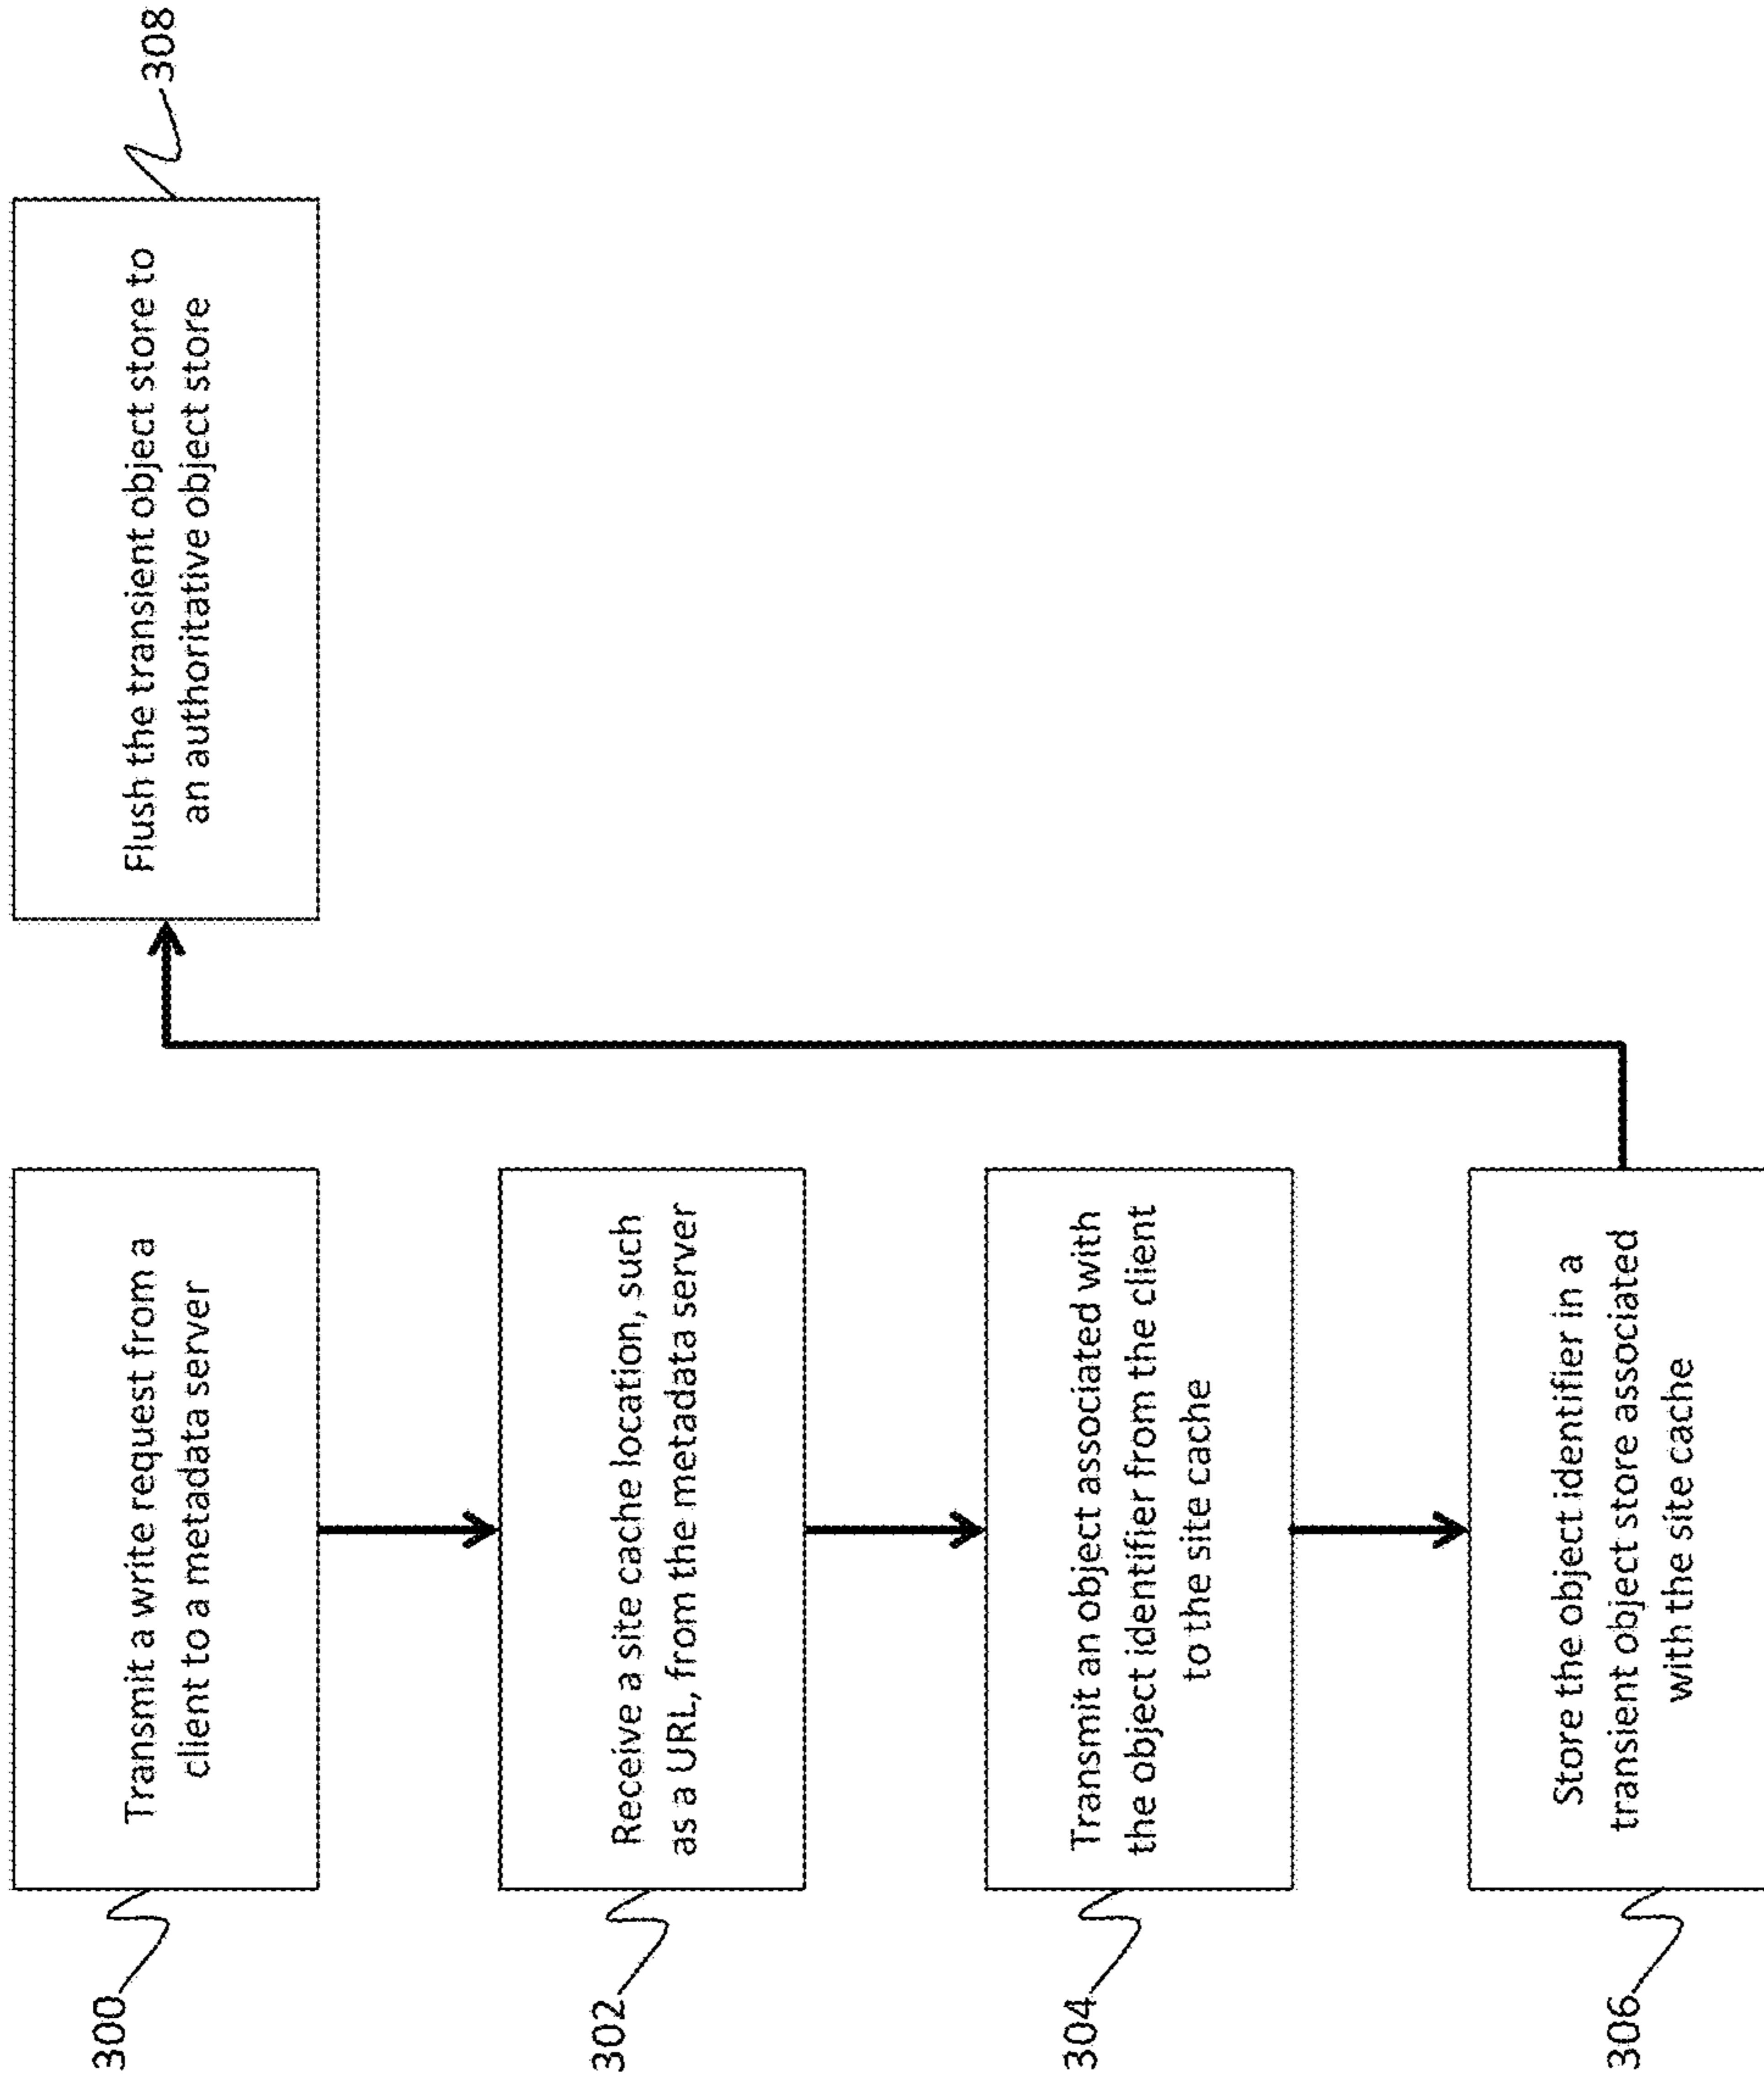 300
Transmit a write request from a
client to a metadata server
302
Receive a site cache location, such
as a URL, from the metadata server
304
Transmit an object associated with
the object identifier from the client
to the site cache
306
Store the object identifier in a
transient object store associated
with the site cache
Flush the transient object store to
an authoritative object store
308